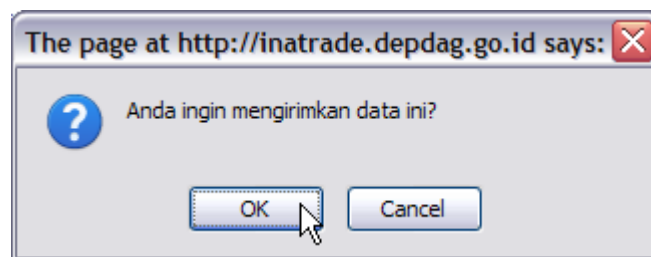 The page at http://inatrade.depdag.go.id says:
Anda ingin mengirimkan data ini?
OK Cancel